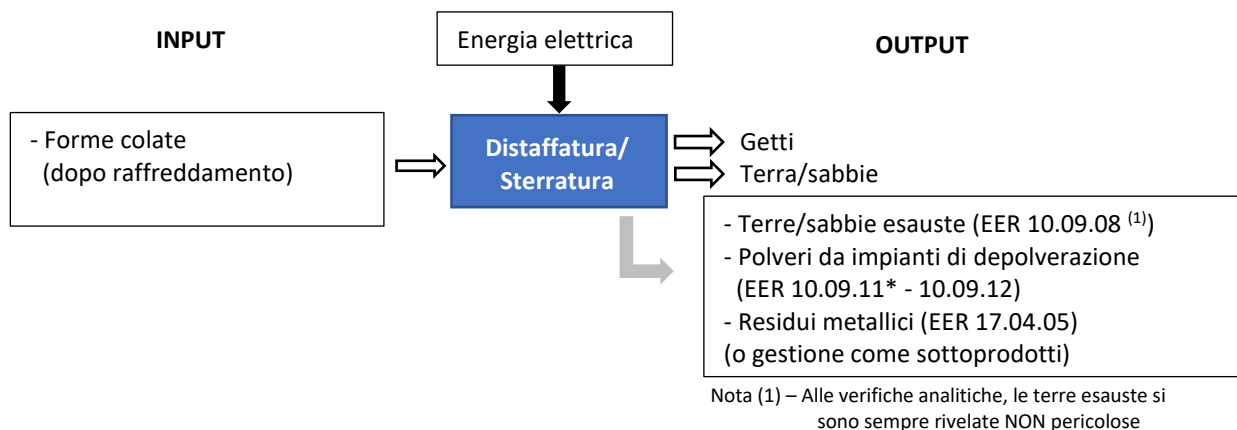 INPUT
Energia elettrica
OUTPUT
- Forme colate
(dopo raffreddamento)
Distaffatura/
Sterratura
Getti
Terra/sabbie
- Terre/sabbie esauste (EER 10.09.08 (1))
- Polveri da impianti di depolverazione
(EER 10.09.11* - 10.09.12)
- Residui metallici (EER 17.04.05)
(o gestione come sottoprodotti)
Nota (1) – Alle verifiche analitiche, le terre esauste si
sono sempre rivelate NON pericolose